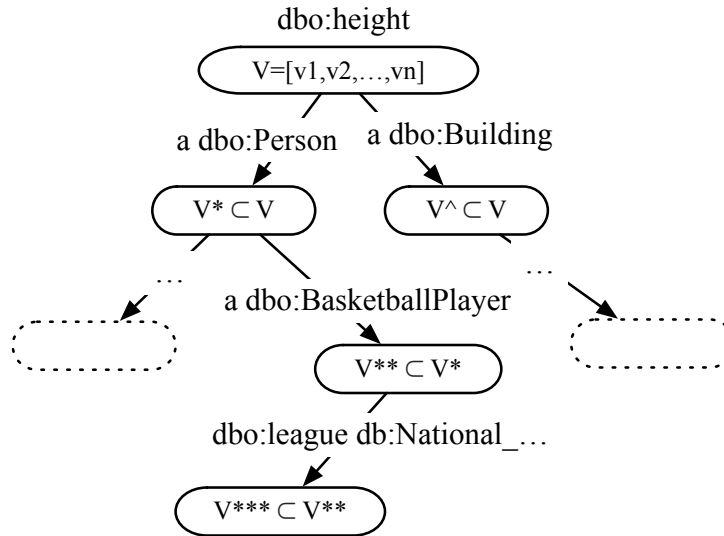 dbo:height
V=[v1,v2,…,vn]
a dbo:Person
a dbo:Building
V* ⊂ V
V^ ⊂ V
…
…
a dbo:BasketballPlayer
V** ⊂ V*
dbo:league db:National_…
V*** ⊂ V**